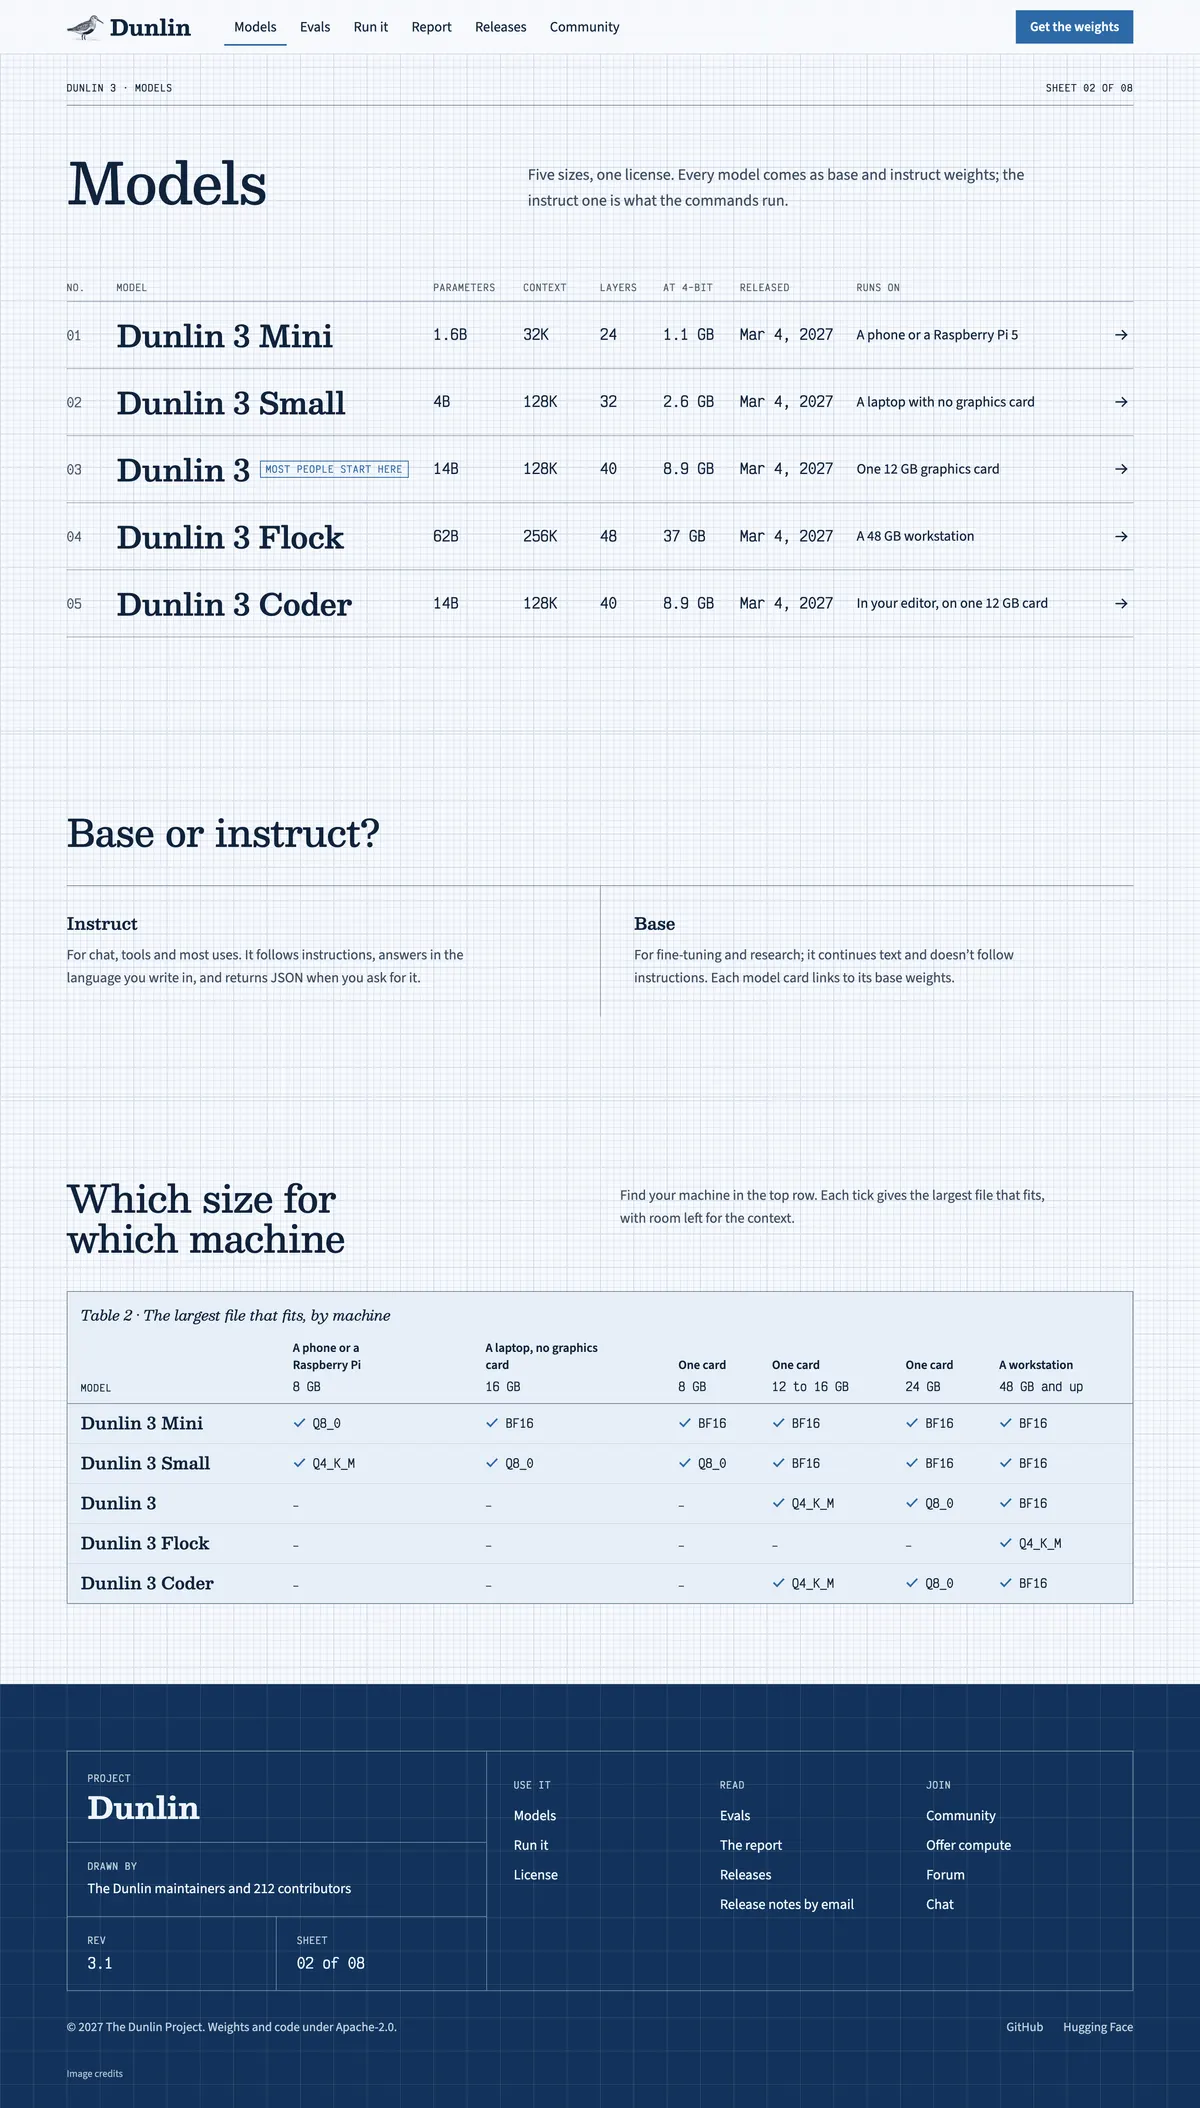 Dunlin
Models Evals Run it Report Releases Community
Get the weights
DUNLIN 3 · MODELS
SHEET 02 OF 08
Models
Five sizes, one license. Every model comes as base and instruct weights; the
instruct one is what the commands run.
NO. MODEL PARAMETERS CONTEXT LAYERS AT 4-BIT RELEASED RUNS ON
01 Dunlin 3 Mini 1.6B 32K 24 1.1 GB Mar 4, 2027 A phone or a Raspberry Pi 5 →
02 Dunlin 3 Small 4B 128K 32 2.6 GB Mar 4, 2027 A laptop with no graphics card →
03 Dunlin 3 MOST PEOPLE START HERE 14B 128K 40 8.9 GB Mar 4, 2027 One 12 GB graphics card →
04 Dunlin 3 Flock 62B 256K 48 37 GB Mar 4, 2027 A 48 GB workstation →
05 Dunlin 3 Coder 14B 128K 40 8.9 GB Mar 4, 2027 In your editor, on one 12 GB card →
Base or instruct?
Instruct
For chat, tools and most uses. It follows instructions, answers in the
language you write in, and returns JSON when you ask for it.
Base
For fine-tuning and research; it continues text and doesn’t follow
instructions. Each model card links to its base weights.
Which size for
which machine
Find your machine in the top row. Each tick gives the largest file that fits,
with room left for the context.
Table 2 · The largest file that fits, by machine
A phone or a A laptop, no graphics
Raspberry Pi card One card One card One card A workstation
MODEL 8 GB 16 GB 8 GB 12 to 16 GB 24 GB 48 GB and up
Dunlin 3 Mini ✓ Q8_0 ✓ BF16 ✓ BF16 ✓ BF16 ✓ BF16 ✓ BF16
Dunlin 3 Small ✓ Q4_K_M ✓ Q8_0 ✓ Q8_0 ✓ BF16 ✓ BF16 ✓ BF16
Dunlin 3 – – – ✓ Q4_K_M ✓ Q8_0 ✓ BF16
Dunlin 3 Flock – – – – – ✓ Q4_K_M
Dunlin 3 Coder – – – ✓ Q4_K_M ✓ Q8_0 ✓ BF16
PROJECT
Dunlin
DRAWN BY
The Dunlin maintainers and 212 contributors
REV
3.1
SHEET
02 of 08
USE IT
Models
Run it
License
READ
Evals
The report
Releases
Release notes by email
JOIN
Community
Offer compute
Forum
Chat
© 2027 The Dunlin Project. Weights and code under Apache-2.0.
GitHub Hugging Face
Image credits